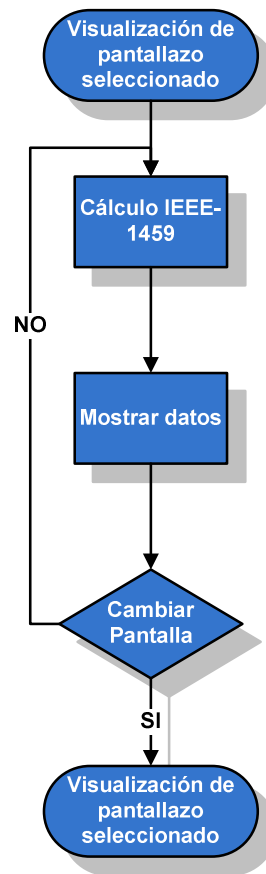 Visualización de
pantallazo
seleccionado
Cálculo IEEE-
1459
NO
Mostrar datos
Cambiar
Pantalla
SI
Visualización de
pantallazo
seleccionado